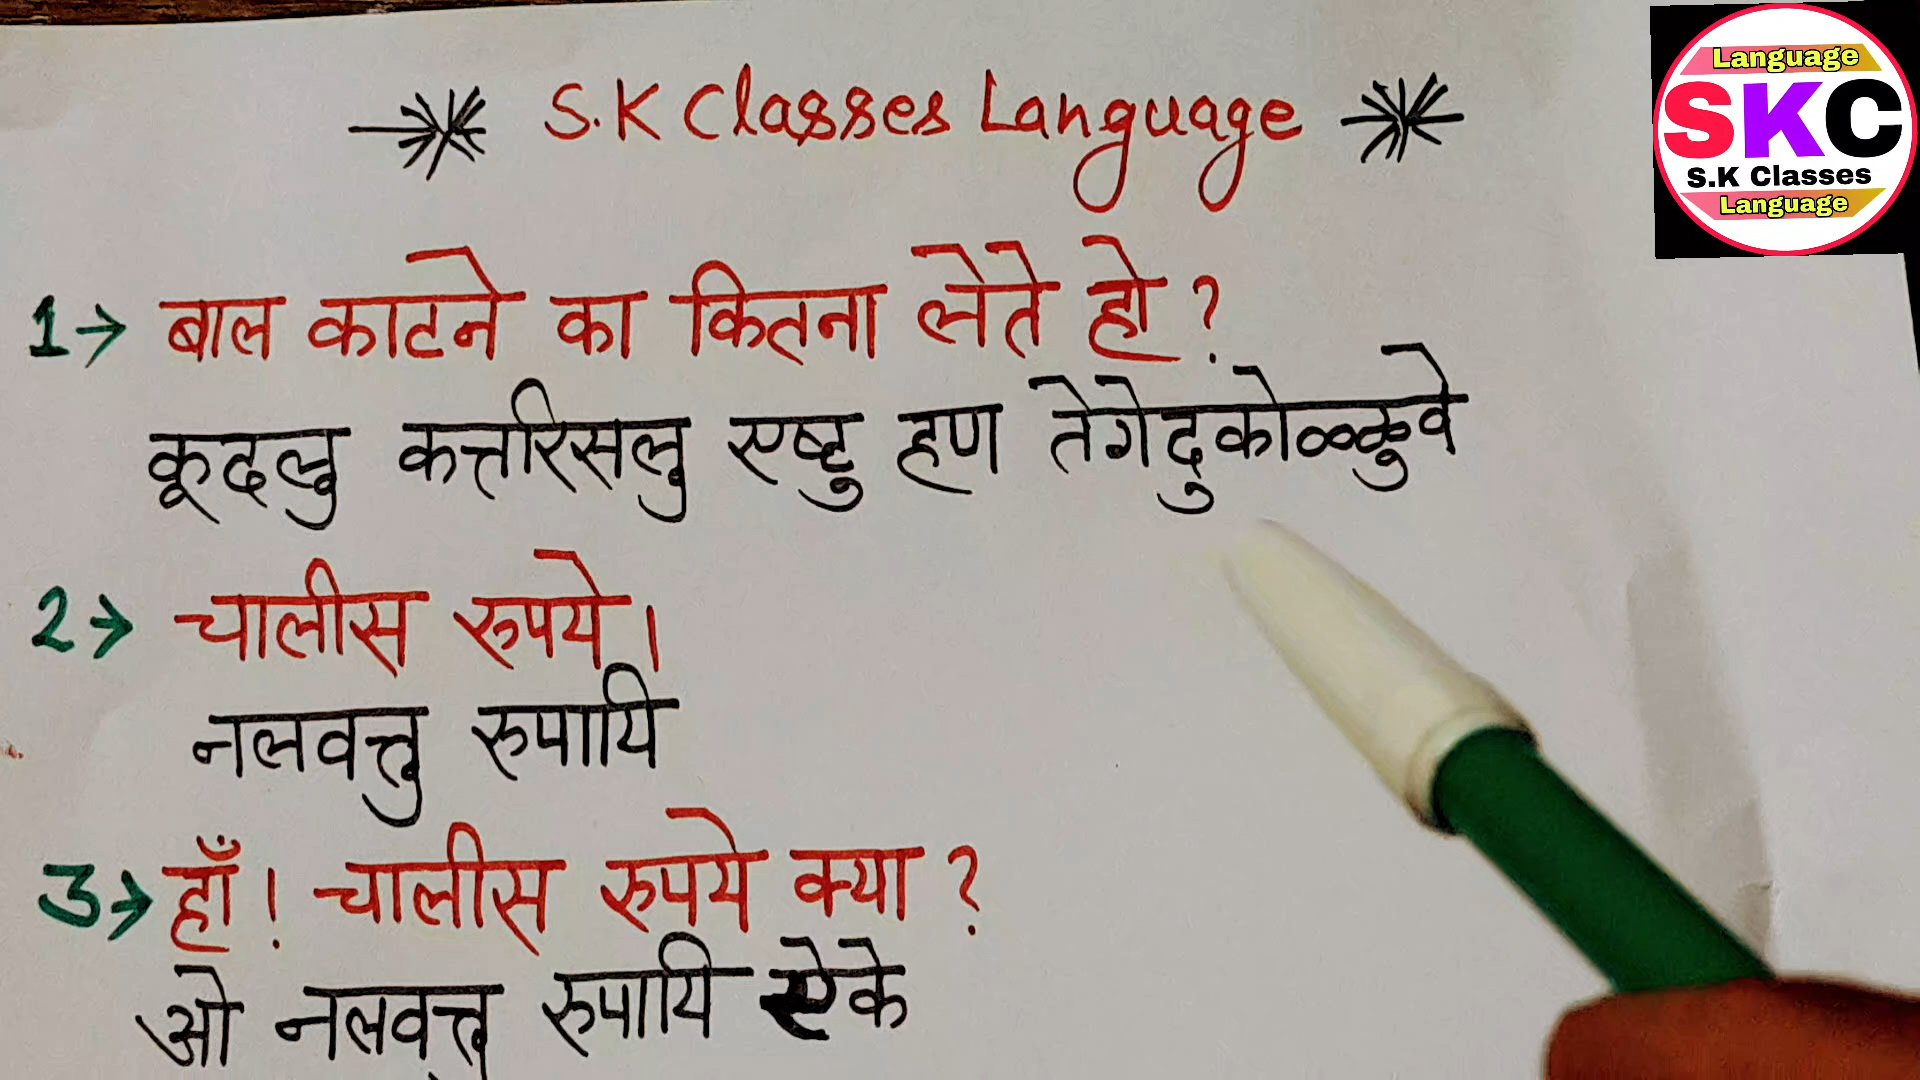 S.K Classes Language
Language
SKC
S.K Classes
Language
1→ बाल काटने का कितना लेते हो?
कूदलु कत्तरिसलु एष्टु हण तेगेदुकोळ्ळुवे
2→ चालीस रुपये।
नलवत्तु रुपायि
3→ हाँ! चालीस रुपये क्या?
ओ नलवत्तु रुपायि ऐके